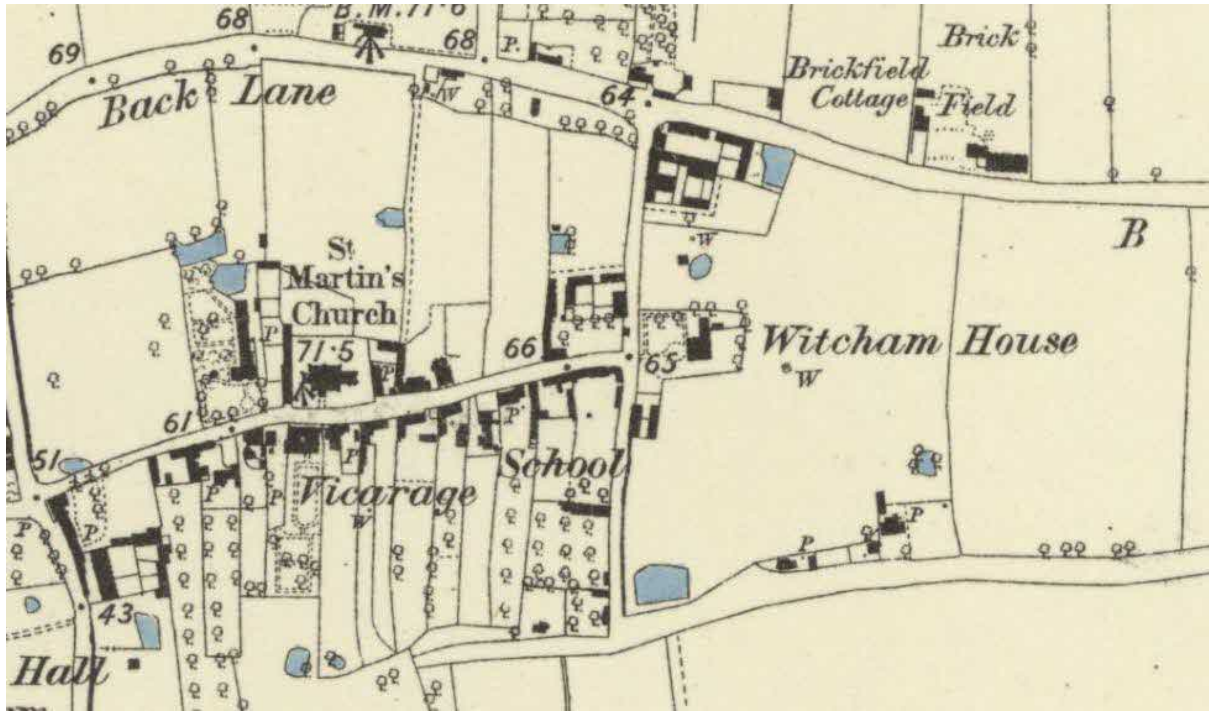 B.M.71·6
68
68
69
P.
Back Lane
W
64
Brickfield
Cottage
Brick
Field
B
St
Martin's
Church
W
P
71·5
P
66
65
Witcham House
W
61
P
51
P
P
P
P
School
Vicarage
W
P
P
P
P
43
Hall